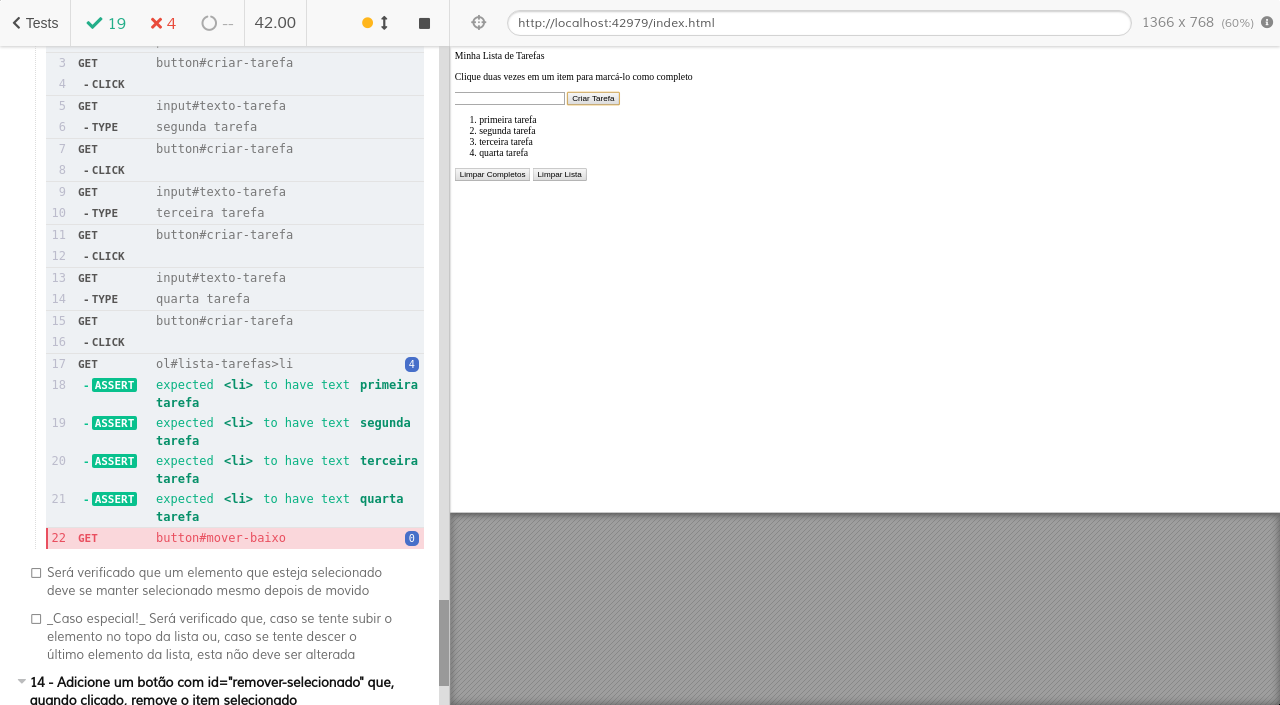 Tests
19
4
--
42.00
http://localhost:42979/index.html
1366 x 768 (60%)
3 GET button#criar-tarefa
4 -CLICK
5 GET input#texto-tarefa
6 -TYPE segunda tarefa
7 GET button#criar-tarefa
8 -CLICK
9 GET input#texto-tarefa
10 -TYPE terceira tarefa
11 GET button#criar-tarefa
12 -CLICK
13 GET input#texto-tarefa
14 -TYPE quarta tarefa
15 GET button#criar-tarefa
16 -CLICK
17 GET ol#lista-tarefas>li 4
18 -ASSERT expected <li> to have text primeira
tarefa
19 -ASSERT expected <li> to have text segunda
tarefa
20 -ASSERT expected <li> to have text terceira
tarefa
21 -ASSERT expected <li> to have text quarta
tarefa
22 GET button#mover-baixo 0
Será verificado que um elemento que esteja selecionado
deve se manter selecionado mesmo depois de movido
_Caso especial!_ Será verificado que, caso se tente subir o
elemento no topo da lista ou, caso se tente descer o
último elemento da lista, esta não deve ser alterada
14 - Adicione um botão com id="remover-selecionado" que,
quando clicado, remove o item selecionado
Minha Lista de Tarefas
Clique duas vezes em um item para marcá-lo como completo
Criar Tarefa
1. primeira tarefa
2. segunda tarefa
3. terceira tarefa
4. quarta tarefa
Limpar Completos Limpar Lista